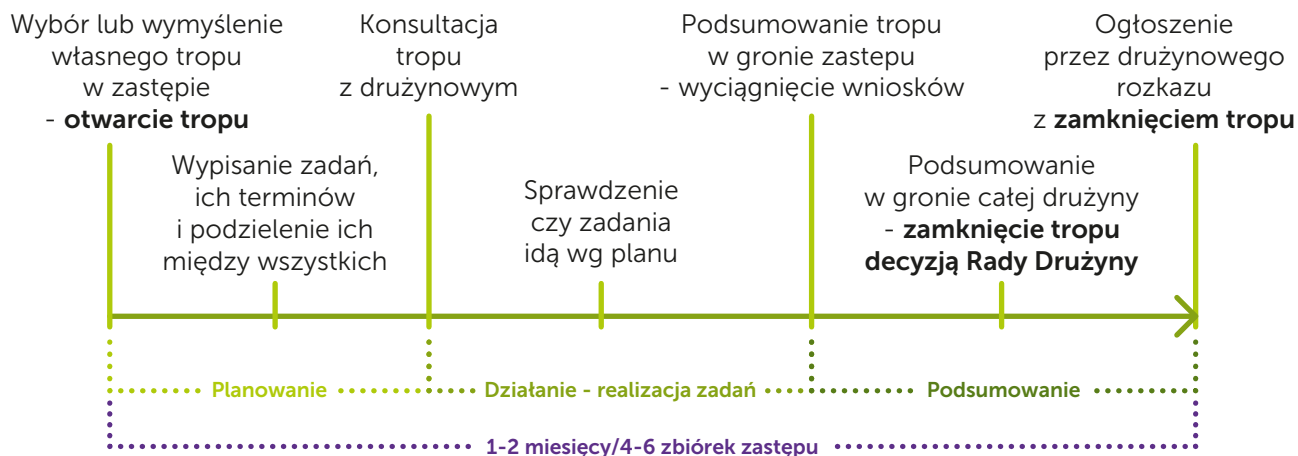 Wybór lub wymyślenie
własnego tropu
w zastępie
- otwarcie tropu
Wypisanie zadań,
ich terminów
i podzielenie ich
między wszystkich
Konsultacja
tropu
z drużynowym
Sprawdzenie
czy zadania
idą wg planu
Podsumowanie tropu
w gronie zastepu
- wyciągnięcie wniosków
Podsumowanie
w gronie całej drużyny
- zamknięcie tropu
decyzją Rady Drużyny
Ogłoszenie
przez drużynowego
rozkazu
z zamknięciem tropu
Planowanie
Działanie - realizacja zadań
Podsumowanie
1-2 miesięcy/4-6 zbiórek zastępu